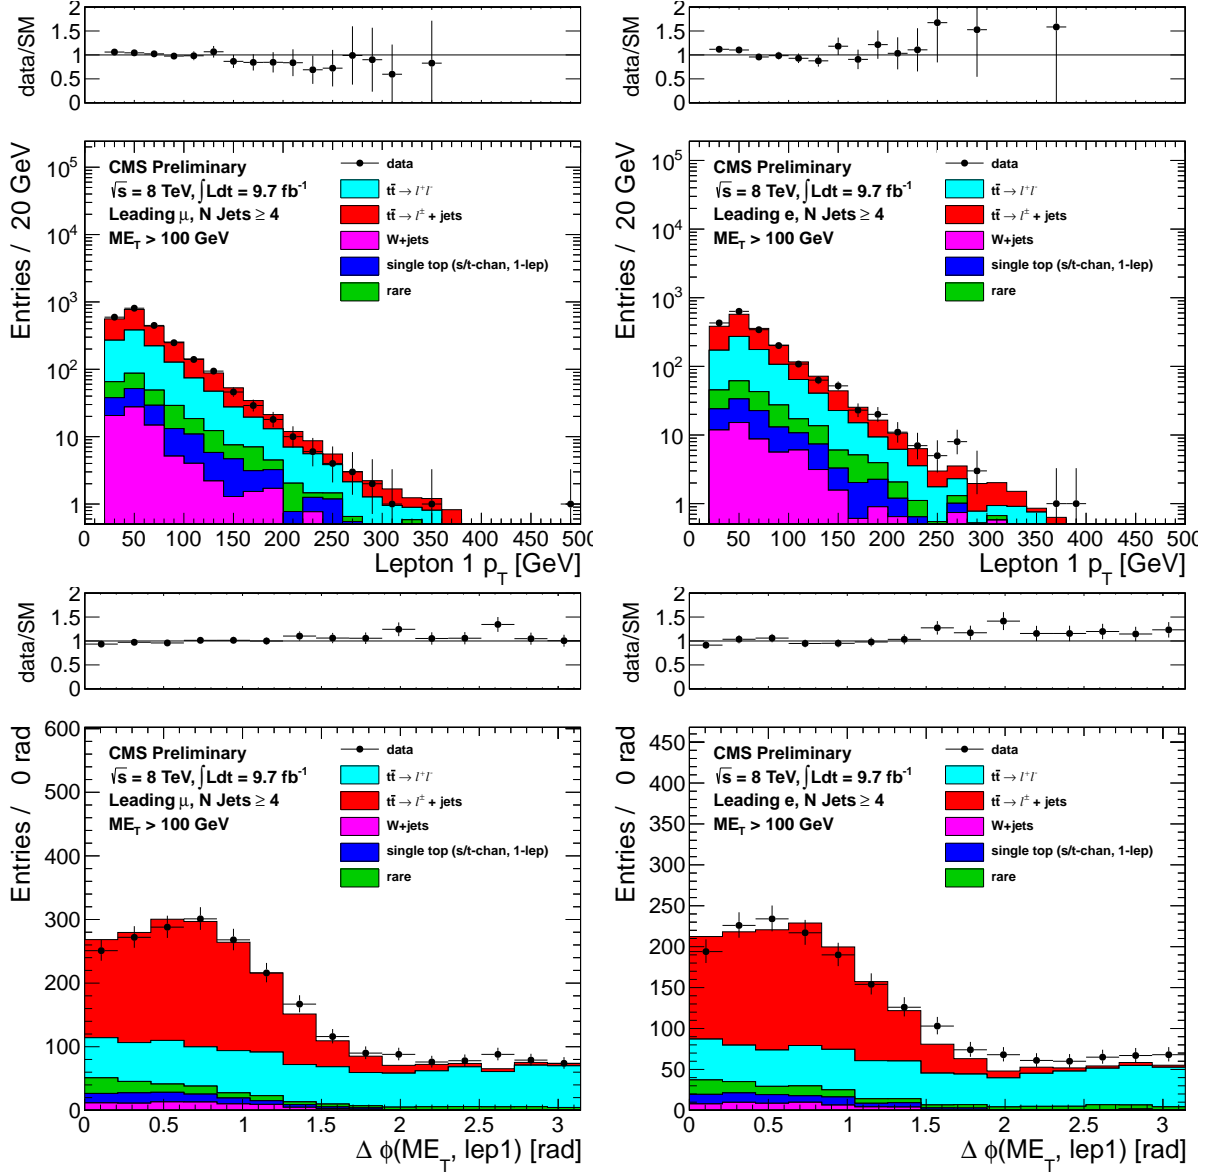 data/SM
2
1.5
1
0.5
0
Entries / 20 GeV
10⁵
10⁴
10³
10²
10
1
CMS Preliminary
√s = 8 TeV, ∫Ldt = 9.7 fb⁻¹
Leading μ, N Jets ≥ 4
ME_T > 100 GeV
data
tt̄ → l⁺l⁻
tt̄ → l± + jets
W+jets
single top (s/t-chan, 1-lep)
rare
0 50 100 150 200 250 300 350 400 450 500
Lepton 1 p_T [GeV]
data/SM
2
1.5
1
0.5
0
Entries / 20 GeV
10⁵
10⁴
10³
10²
10
1
CMS Preliminary
√s = 8 TeV, ∫Ldt = 9.7 fb⁻¹
Leading e, N Jets ≥ 4
ME_T > 100 GeV
data
tt̄ → l⁺l⁻
tt̄ → l± + jets
W+jets
single top (s/t-chan, 1-lep)
rare
0 50 100 150 200 250 300 350 400 450 500
Lepton 1 p_T [GeV]
data/SM
2
1.5
1
0.5
0
Entries / 0 rad
600
500
400
300
200
100
0
CMS Preliminary
√s = 8 TeV, ∫Ldt = 9.7 fb⁻¹
Leading μ, N Jets ≥ 4
ME_T > 100 GeV
data
tt̄ → l⁺l⁻
tt̄ → l± + jets
W+jets
single top (s/t-chan, 1-lep)
rare
0 0.5 1 1.5 2 2.5 3
Δ ϕ(ME_T, lep1) [rad]
data/SM
2
1.5
1
0.5
0
Entries / 0 rad
450
400
350
300
250
200
150
100
50
0
CMS Preliminary
√s = 8 TeV, ∫Ldt = 9.7 fb⁻¹
Leading e, N Jets ≥ 4
ME_T > 100 GeV
data
tt̄ → l⁺l⁻
tt̄ → l± + jets
W+jets
single top (s/t-chan, 1-lep)
rare
0 0.5 1 1.5 2 2.5 3
Δ ϕ(ME_T, lep1) [rad]